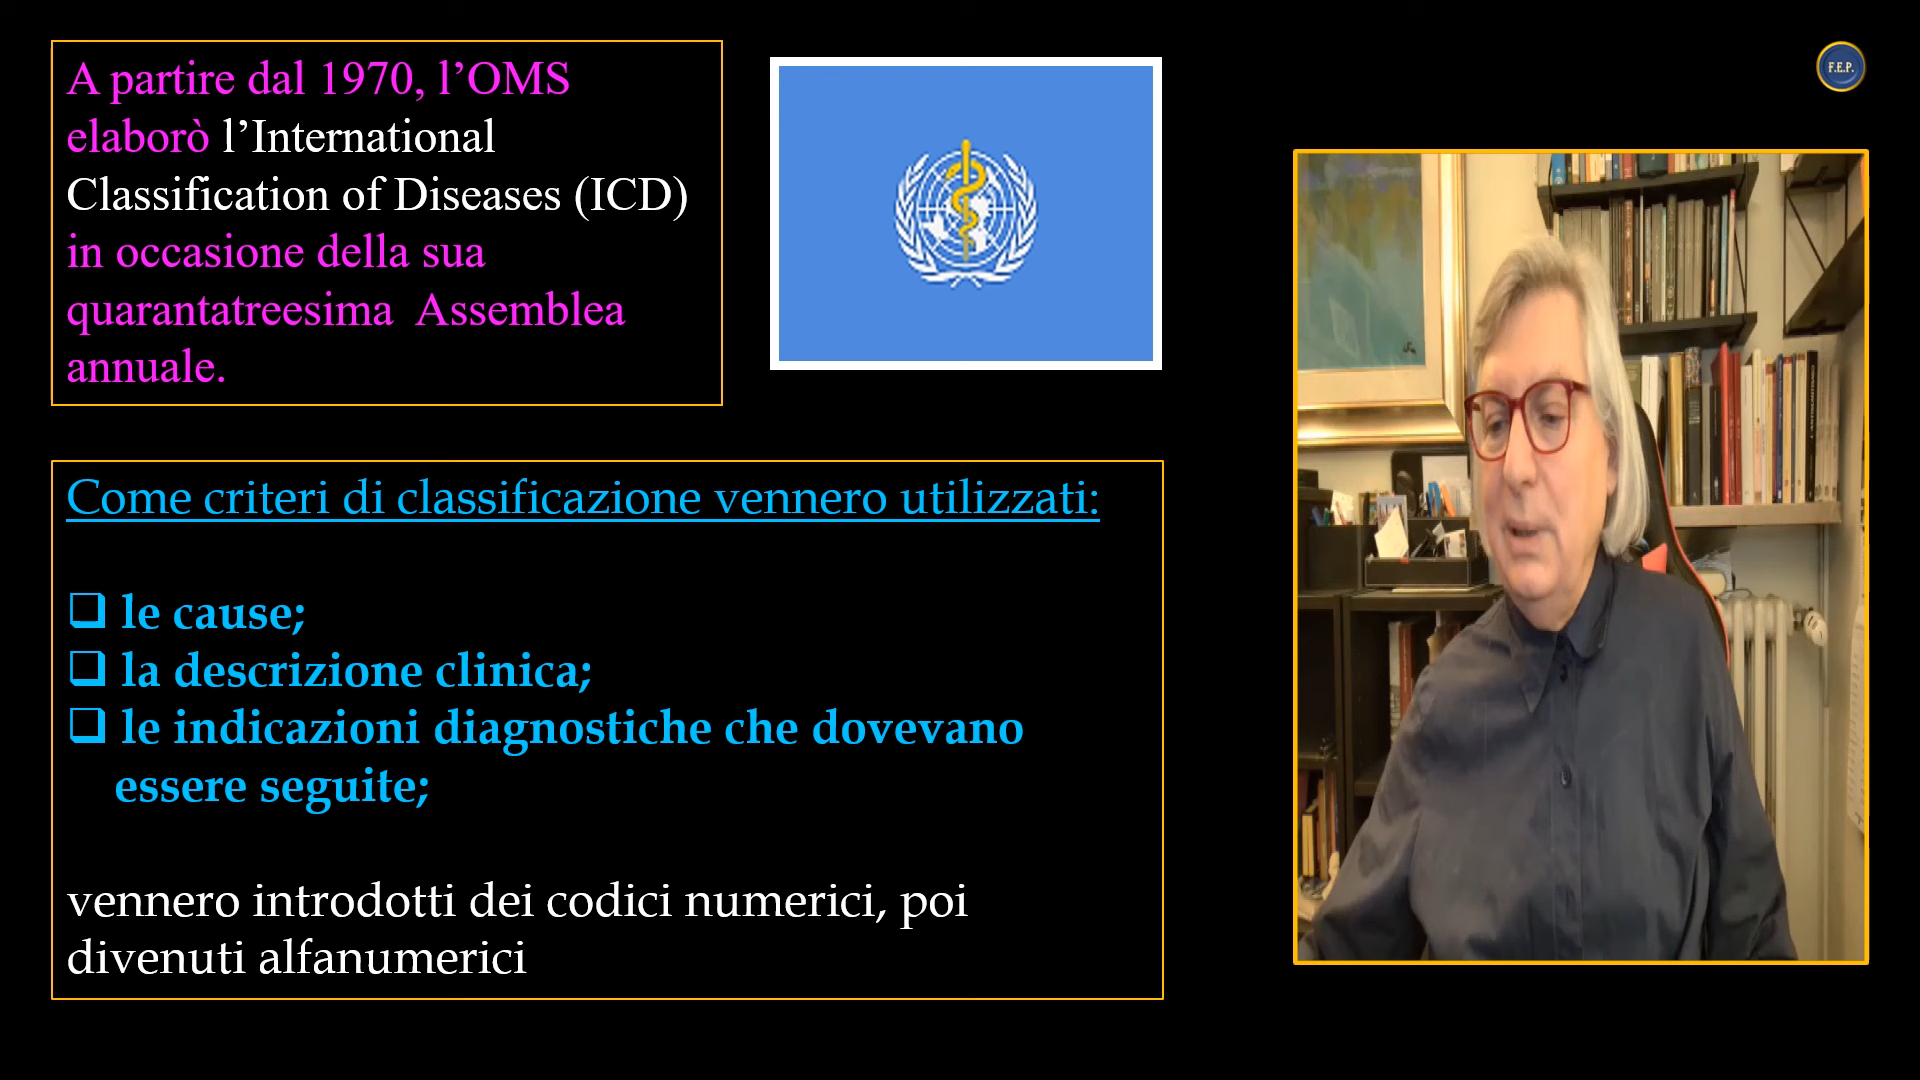 A partire dal 1970, l’OMS
elaborò l’International
Classification of Diseases (ICD)
in occasione della sua
quarantatreesima Assemblea
annuale.
F.E.P.
Come criteri di classificazione vennero utilizzati:
❑ le cause;
❑ la descrizione clinica;
❑ le indicazioni diagnostiche che dovevano
essere seguite;
vennero introdotti dei codici numerici, poi
divenuti alfanumerici